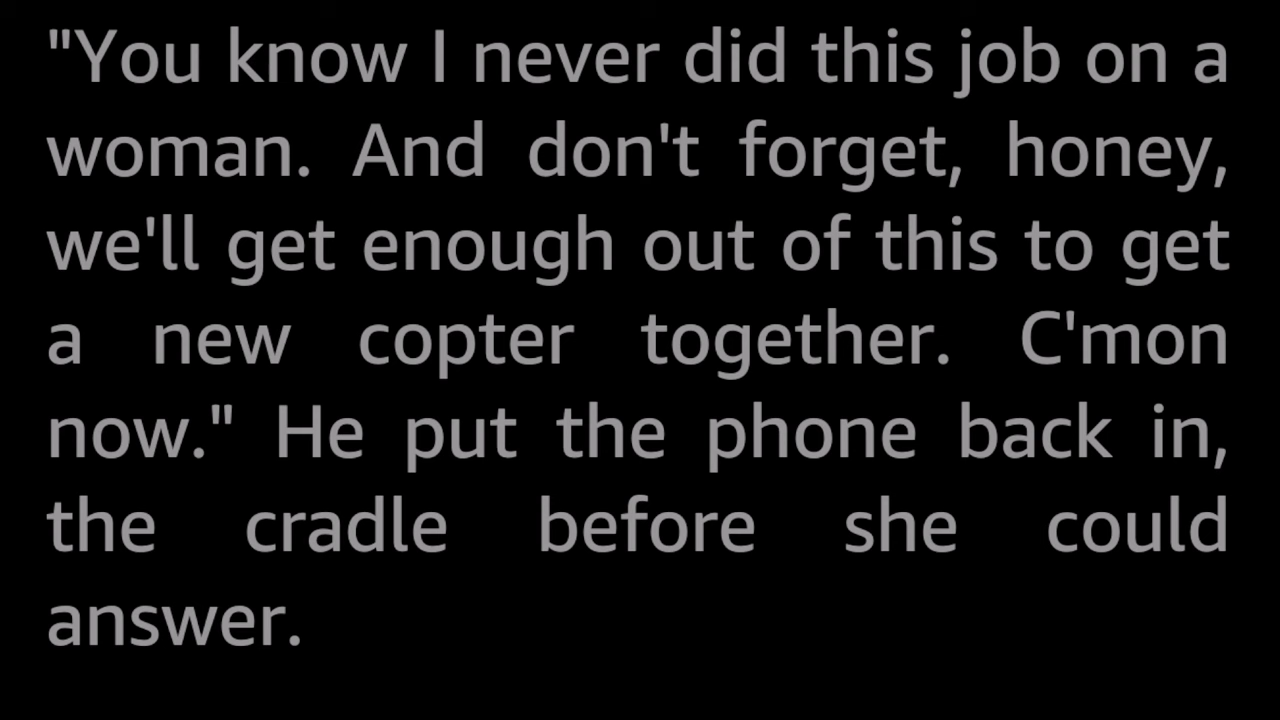 "You know I never did this job on a
woman. And don't forget, honey,
we'll get enough out of this to get
a new copter together. C'mon
now." He put the phone back in,
the cradle before she could
answer.